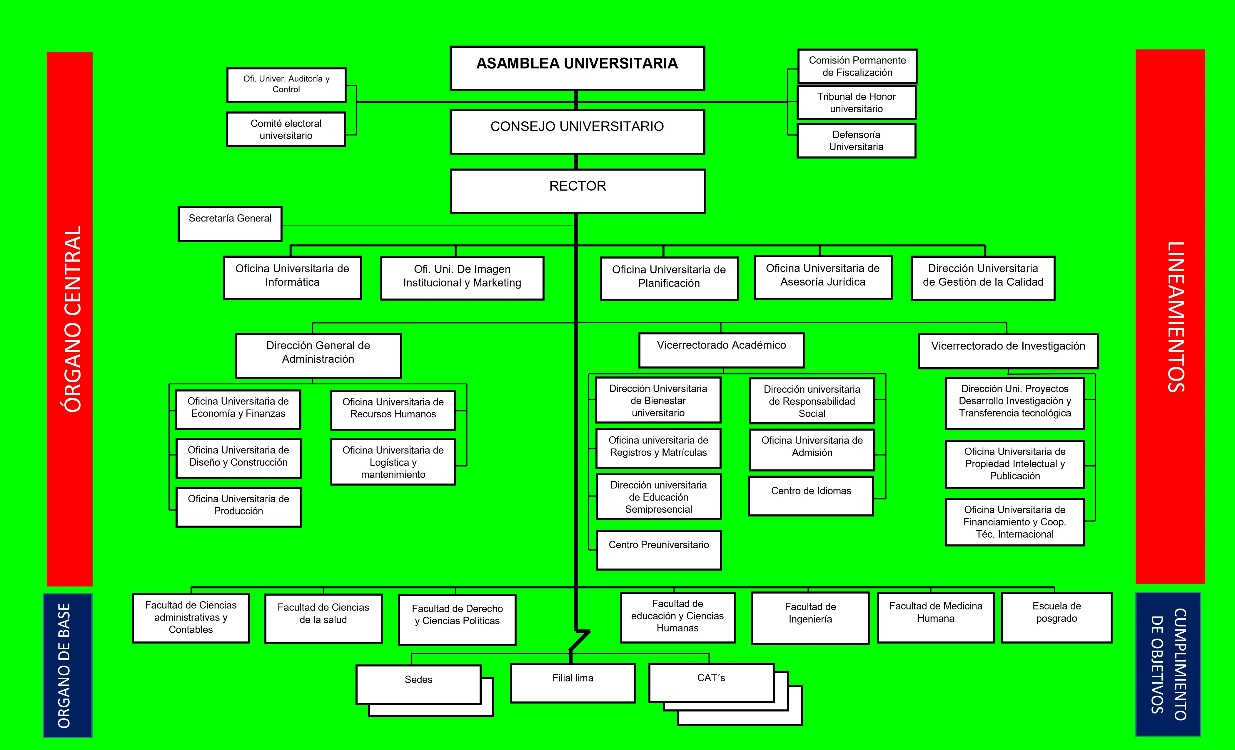 ASAMBLEA UNIVERSITARIA
Ofi. Univer. Auditoría y
Control
Comité electoral
universitario
Comisión Permanente
de Fiscalización
Tribunal de Honor
universitario
Defensoría
Universitaria
CONSEJO UNIVERSITARIO
RECTOR
Secretaría General
Oficina Universitaria de
Informática
Ofi. Uni. De Imagen
Institucional y Marketing
Oficina Universitaria de
Planificación
Oficina Universitaria de
Asesoría Jurídica
Dirección Universitaria
de Gestión de la Calidad
Dirección General de
Administración
Vicerrectorado Académico
Vicerrectorado de Investigación
Oficina Universitaria de
Economía y Finanzas
Oficina Universitaria de
Recursos Humanos
Oficina Universitaria de
Diseño y Construcción
Oficina Universitaria de
Logística y
mantenimiento
Oficina Universitaria de
Producción
Dirección Universitaria
de Bienestar
universitario
Dirección universitaria
de Responsabilidad
Social
Oficina universitaria de
Registros y Matrículas
Oficina Universitaria de
Admisión
Dirección universitaria
de Educación
Semipresencial
Centro de Idiomas
Centro Preuniversitario
Dirección Uni. Proyectos
Desarrollo Investigación y
Transferencia tecnológica
Oficina Universitaria de
Propiedad Intelectual y
Publicación
Oficina Universitaria de
Financiamiento y Coop.
Téc. Internacional
Facultad de Ciencias
administrativas y
Contables
Facultad de Ciencias
de la salud
Facultad de Derecho
y Ciencias Políticas
Facultad de
educación y Ciencias
Humanas
Facultad de
Ingeniería
Facultad de Medicina
Humana
Escuela de
posgrado
Sedes
Filial lima
CAT´s
ÓRGANO CENTRAL
ORGANO DE BASE
LINEAMIENTOS
CUMPLIMIENTO
DE OBJETIVOS